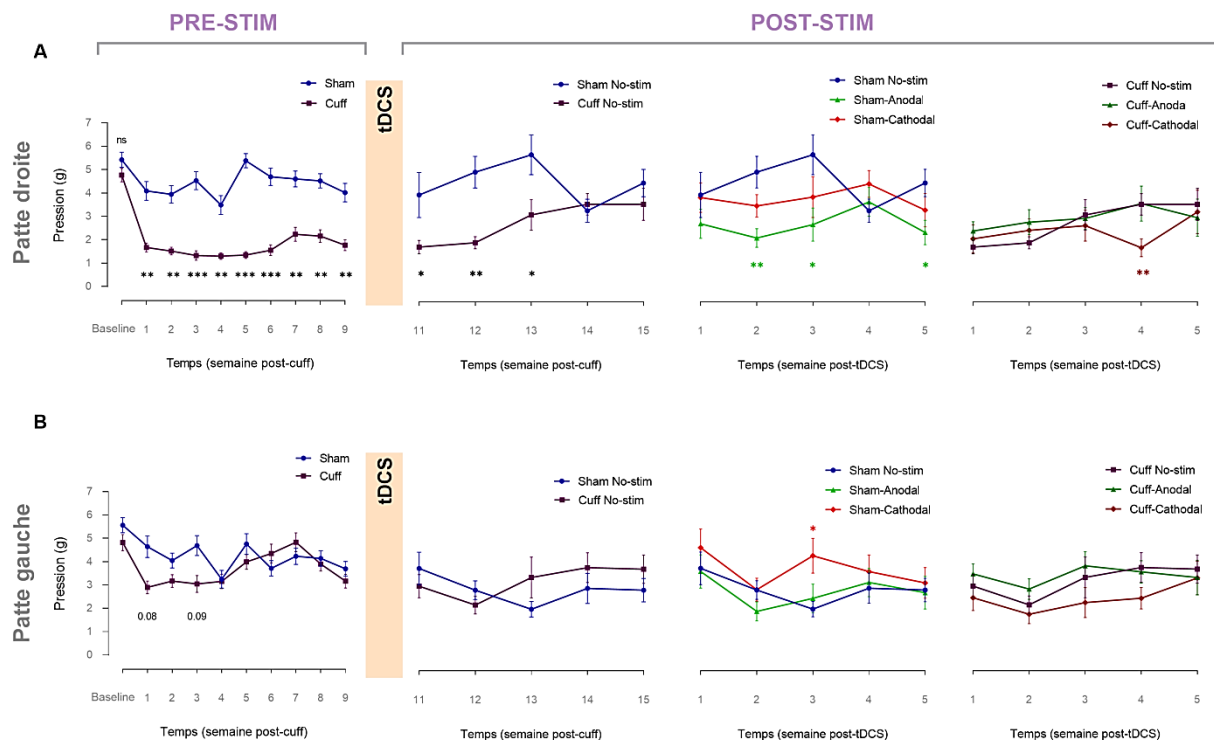 PRE-STIM
POST-STIM
A
Patte droite
Pression (g)
7
6
5
4
3
2
1
0
Sham
Cuff
ns
** ** *** ** *** *** ** ** **
Baseline 1 2 3 4 5 6 7 8 9
Temps (semaine post-cuff)
tDCS
Sham No-stim
Cuff No-stim
* ** *
11 12 13 14 15
Temps (semaine post-cuff)
Sham No-stim
Sham-Anodal
Sham-Cathodal
** * *
1 2 3 4 5
Temps (semaine post-tDCS)
Cuff No-stim
Cuff-Anoda
Cuff-Cathodal
**
1 2 3 4 5
Temps (semaine post-tDCS)
B
Patte gauche
Pression (g)
7
6
5
4
3
2
1
0
Sham
Cuff
0.08 0.09
Baseline 1 2 3 4 5 6 7 8 9
Temps (semaine post-cuff)
tDCS
Sham No-stim
Cuff No-stim
11 12 13 14 15
Temps (semaine post-cuff)
Sham No-stim
Sham-Anodal
Sham-Cathodal
*
1 2 3 4 5
Temps (semaine post-tDCS)
Cuff No-stim
Cuff-Anodal
Cuff-Cathodal
1 2 3 4 5
Temps (semaine post-tDCS)